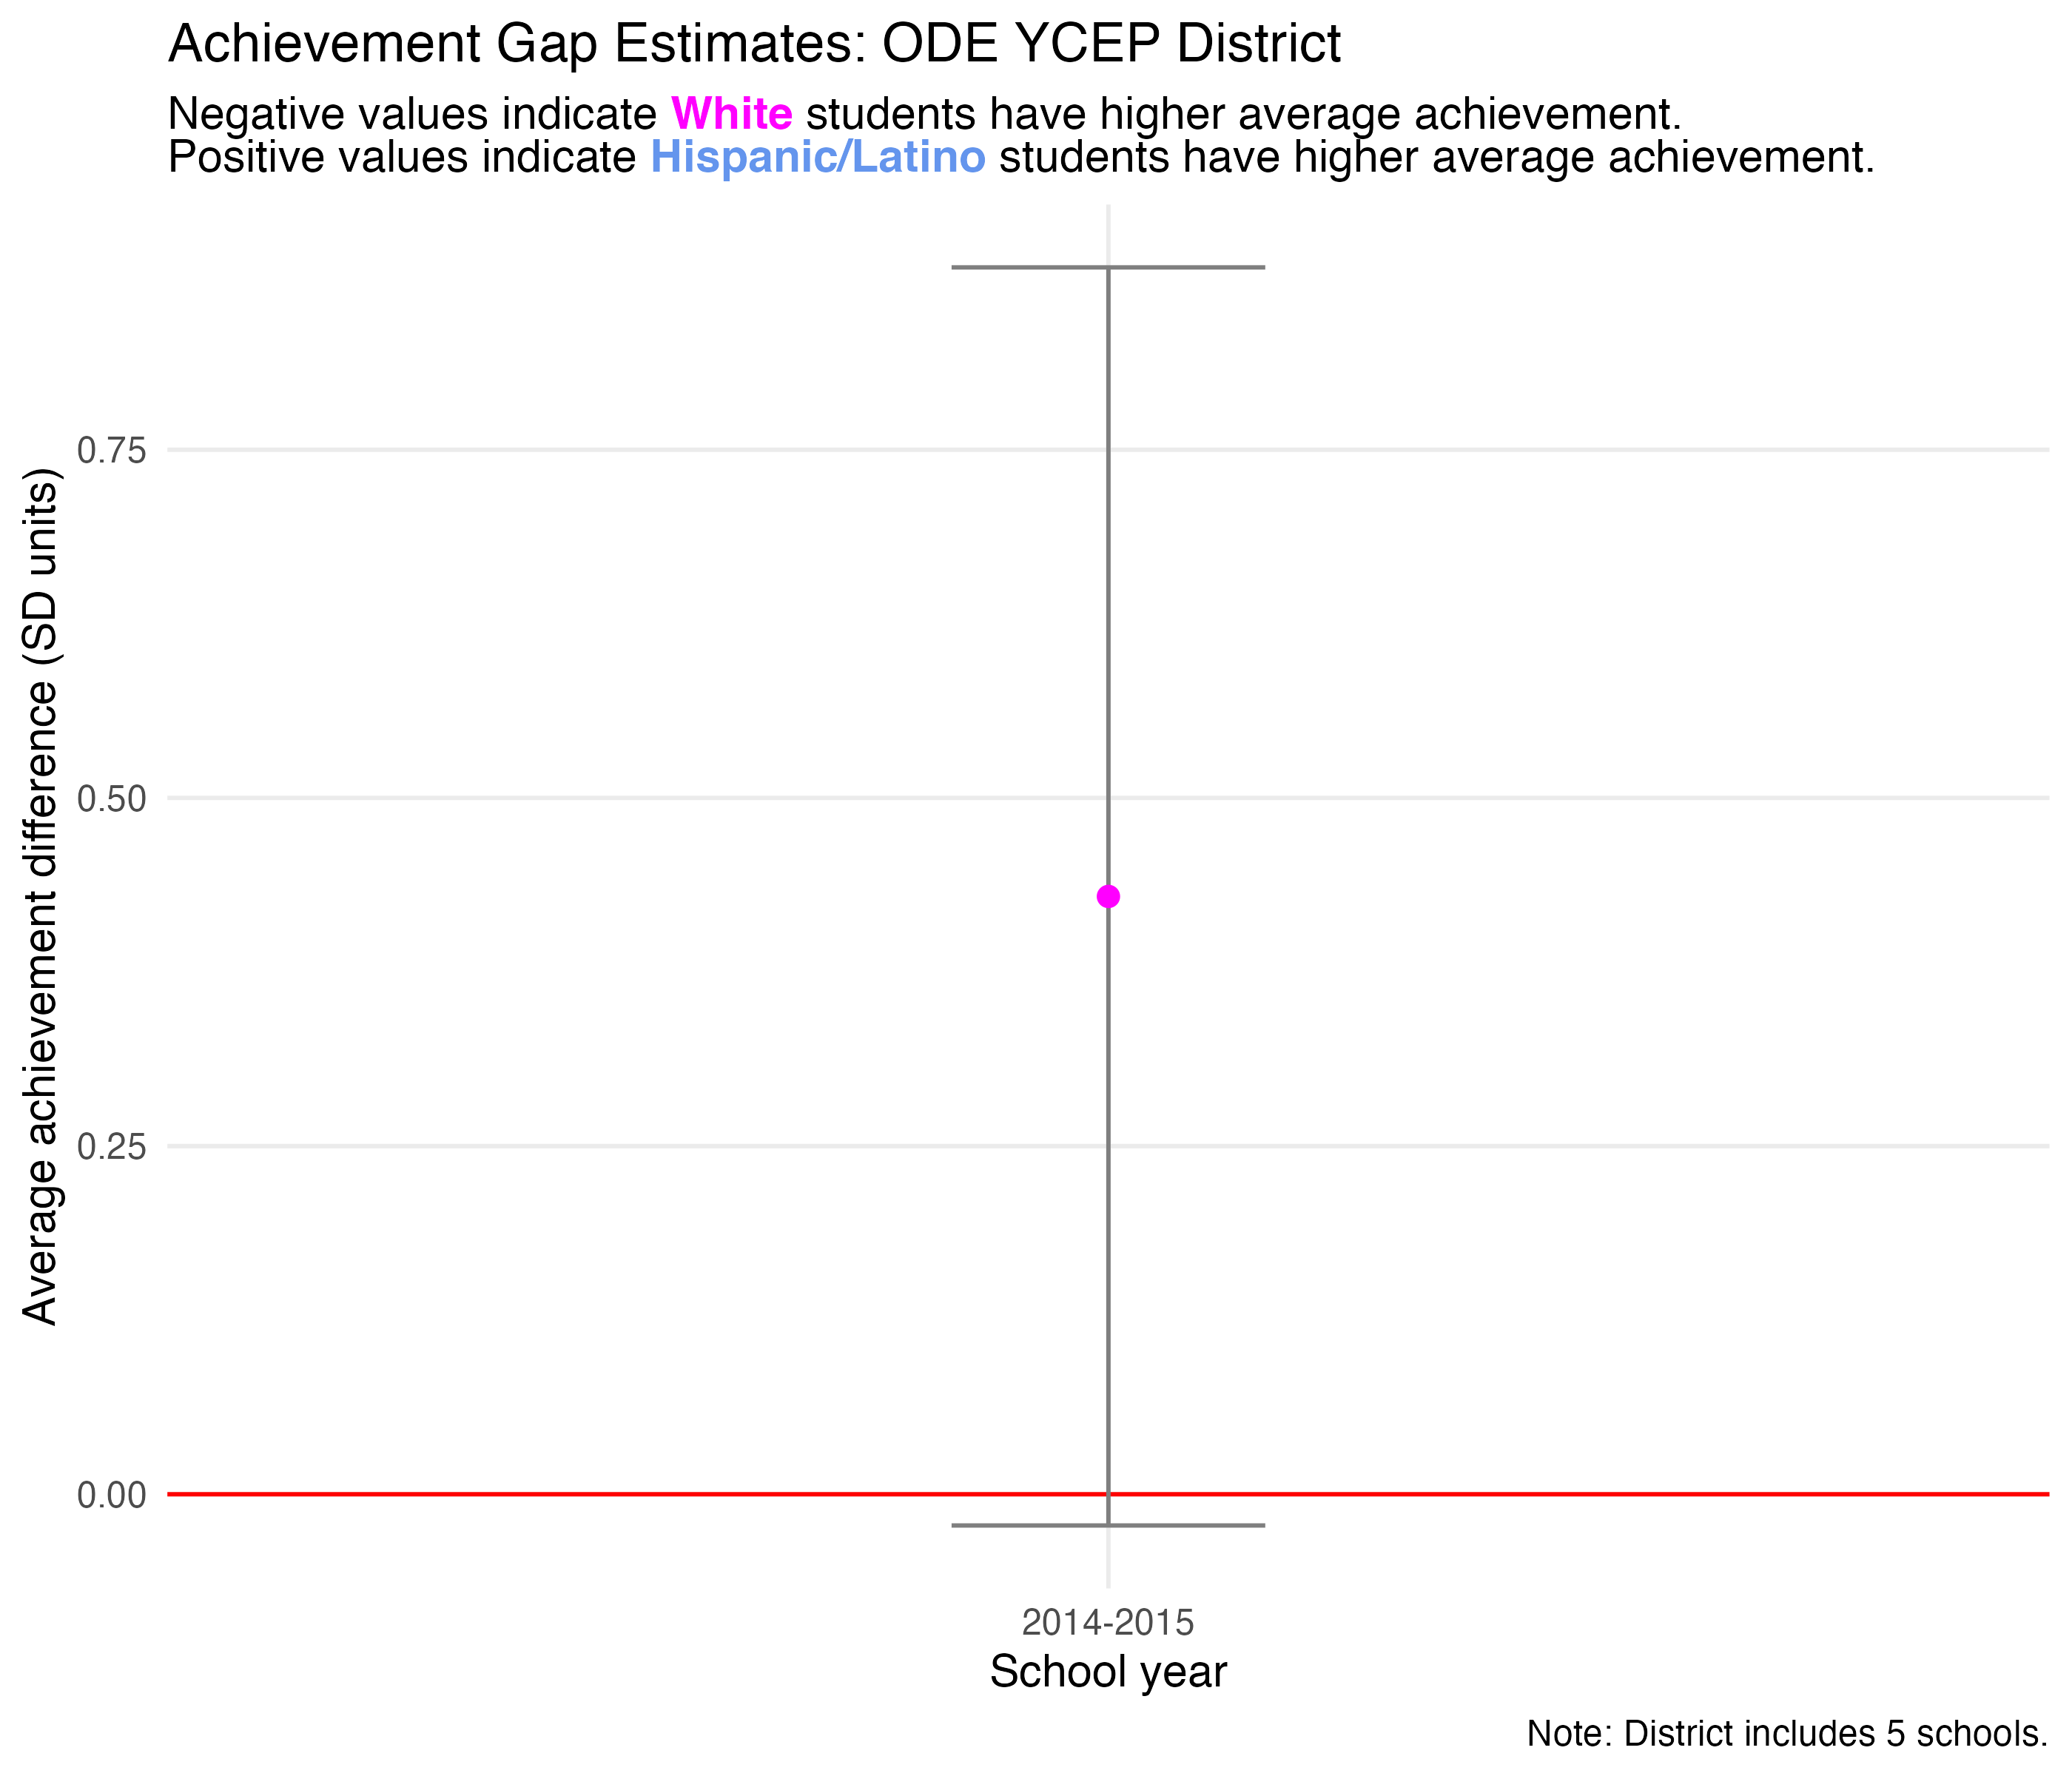 Achievement Gap Estimates: ODE YCEP District
Negative values indicate White students have higher average achievement.
Positive values indicate Hispanic/Latino students have higher average achievement.
Average achievement difference (SD units)
0.75
0.50
0.25
0.00
2014-2015
School year
Note: District includes 5 schools.